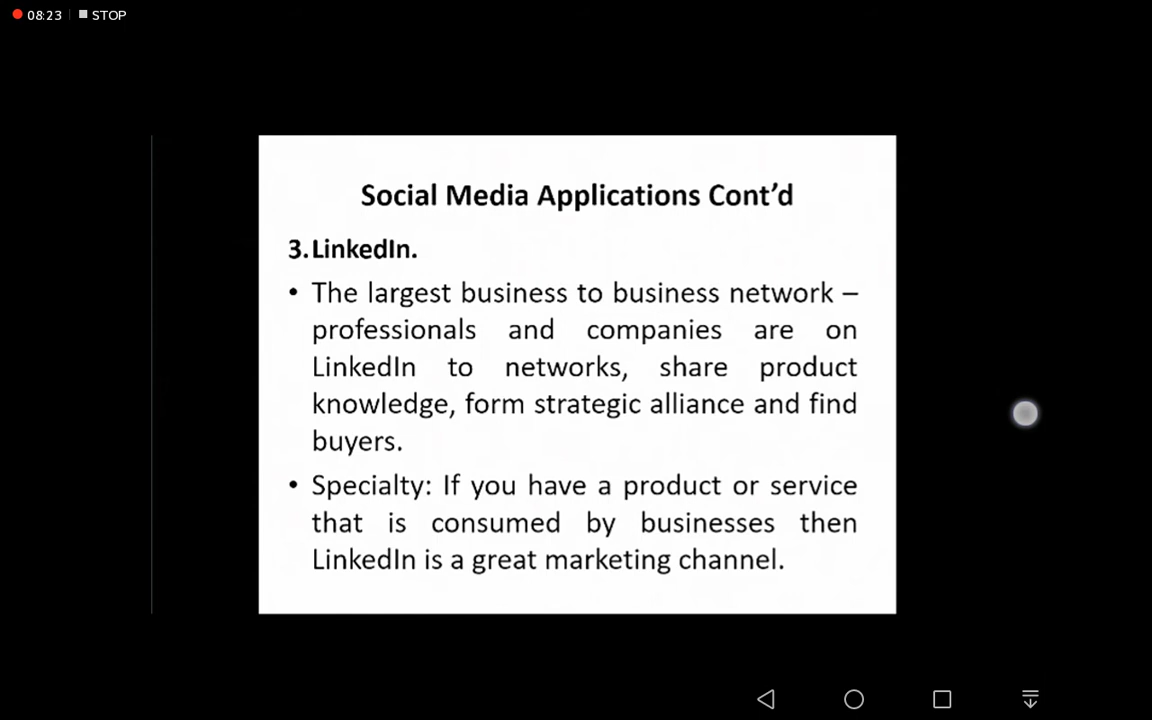 08:23 STOP
Social Media Applications Cont’d
3. LinkedIn.
• The largest business to business network –
professionals and companies are on
LinkedIn to networks, share product
knowledge, form strategic alliance and find
buyers.
• Specialty: If you have a product or service
that is consumed by businesses then
LinkedIn is a great marketing channel.